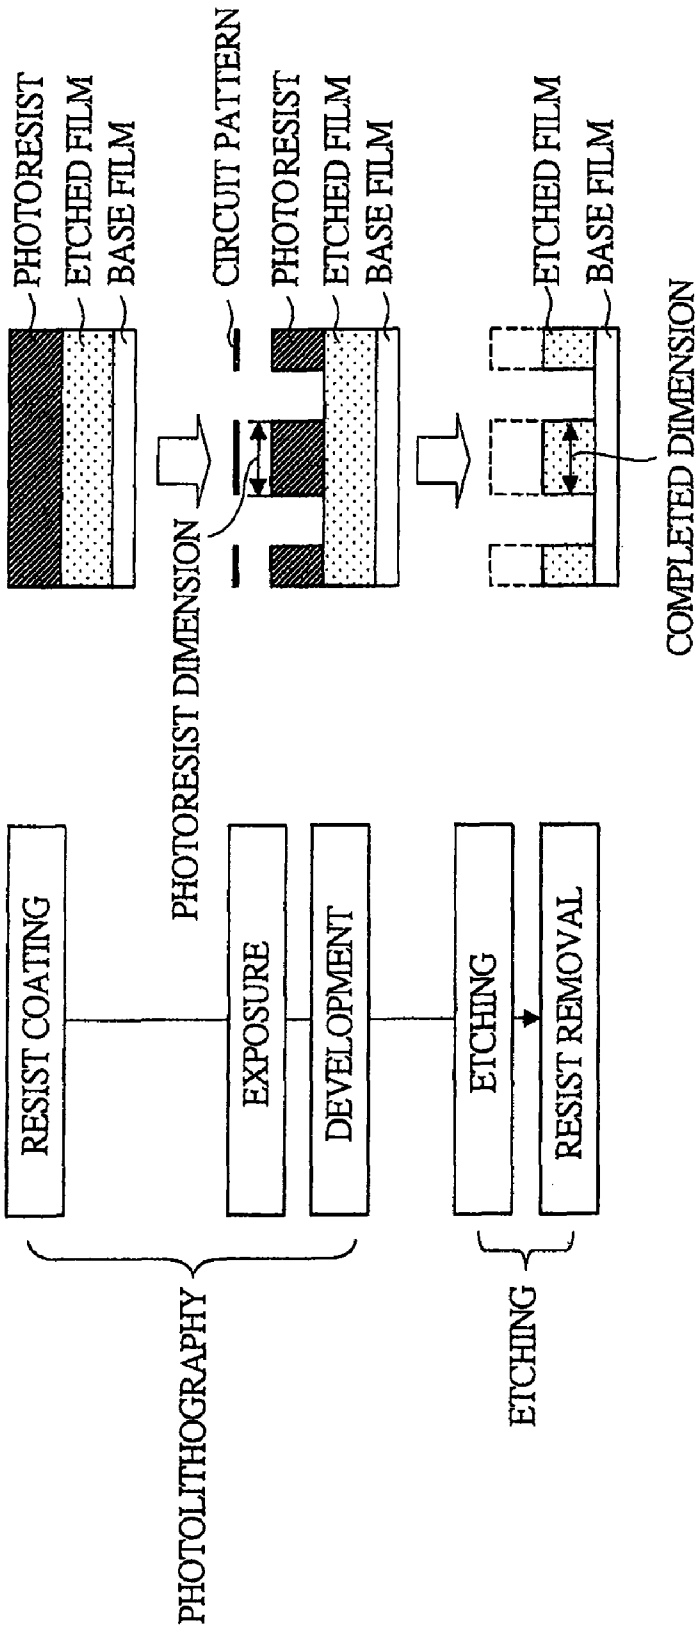 PHOTOLITHOGRAPHY
RESIST COATING
EXPOSURE
DEVELOPMENT
ETCHING
ETCHING
RESIST REMOVAL
PHOTORESIST
ETCHED FILM
BASE FILM
PHOTORESIST DIMENSION
CIRCUIT PATTERN
PHOTORESIST
ETCHED FILM
BASE FILM
ETCHED FILM
BASE FILM
COMPLETED DIMENSION